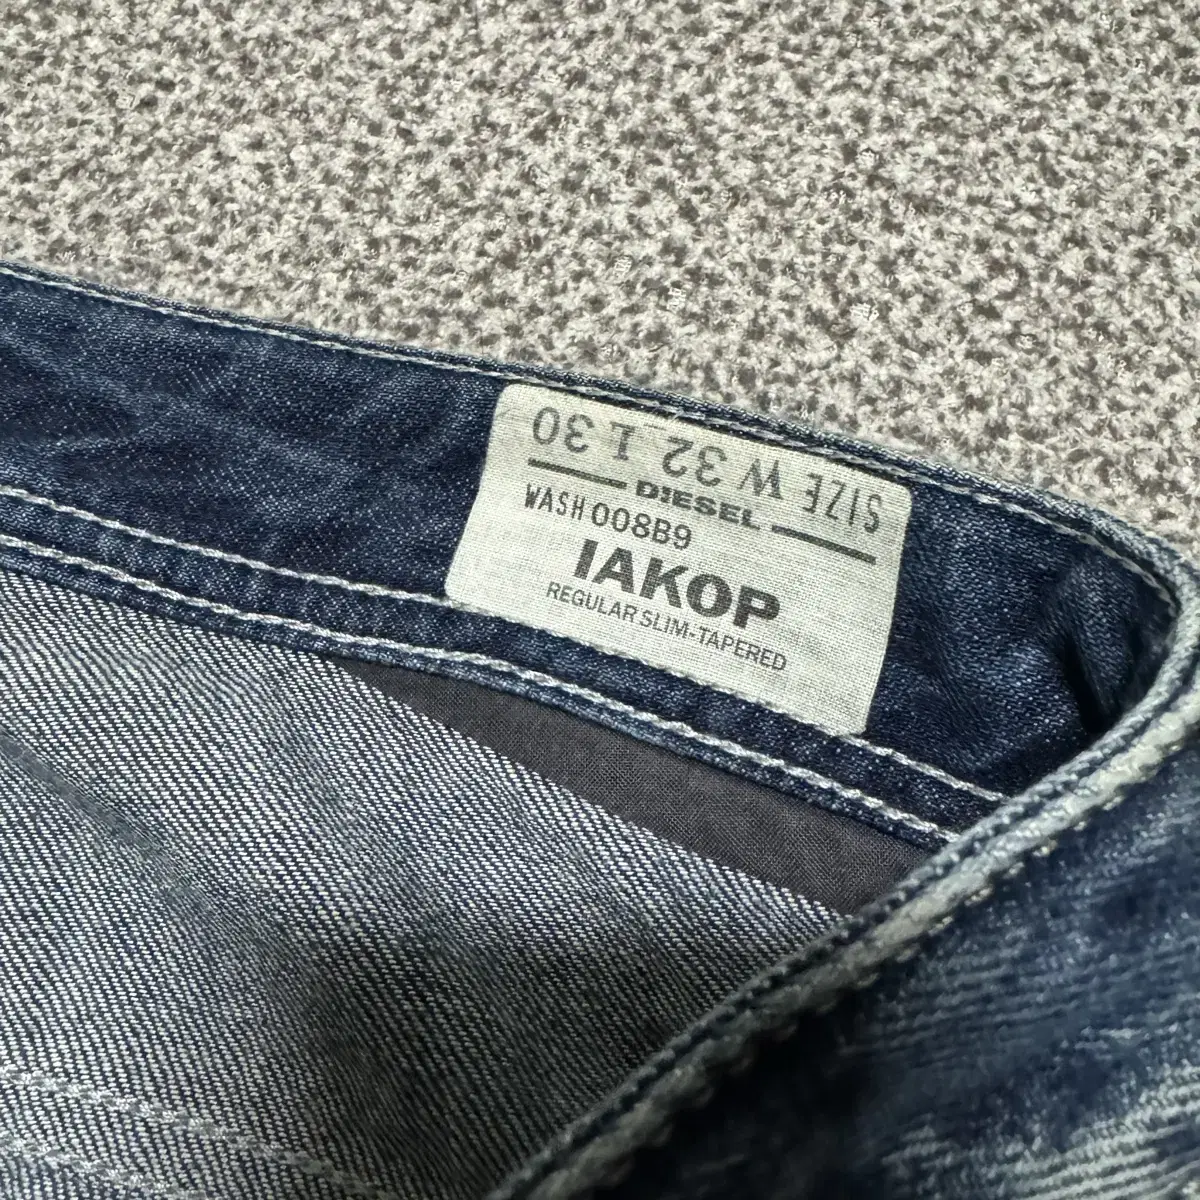 SIZE W 32 L 30
DIESEL
WASH 008B9
IAKOP
REGULAR SLIM-TAPERED